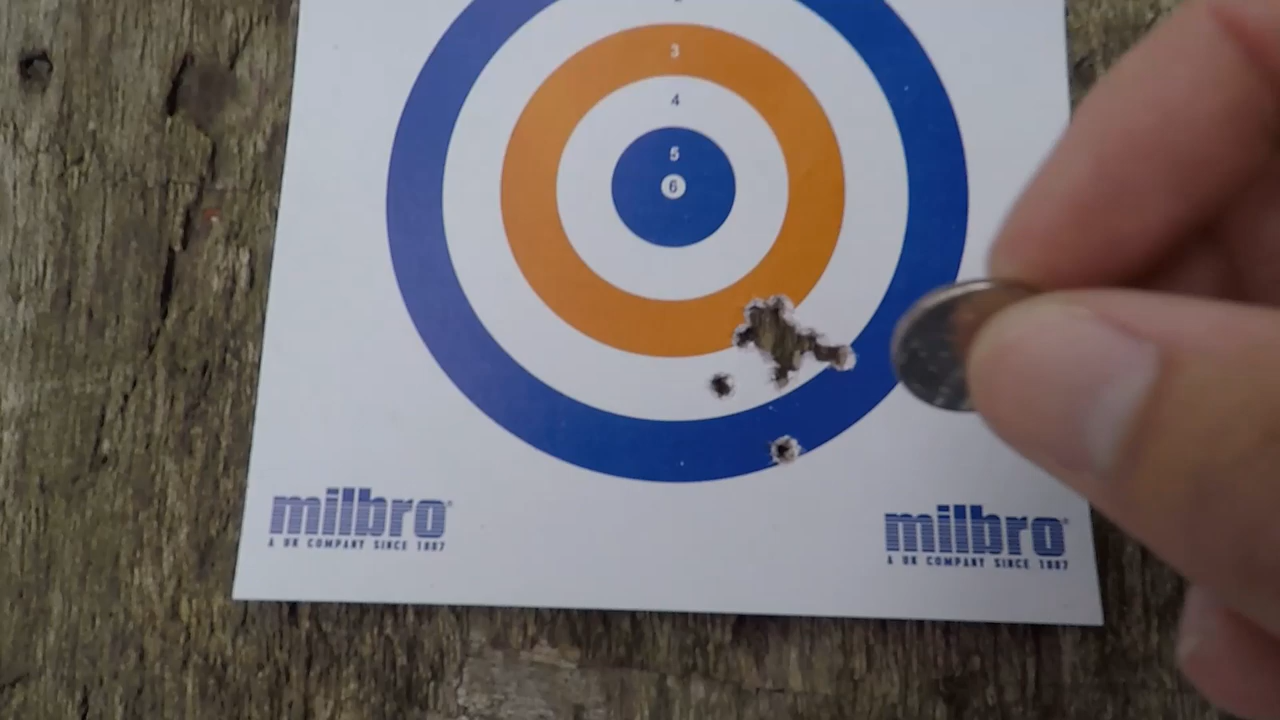 3
4
5
6
milbro
A UK COMPANY SINCE 1887
milbro
A UK COMPANY SINCE 1887